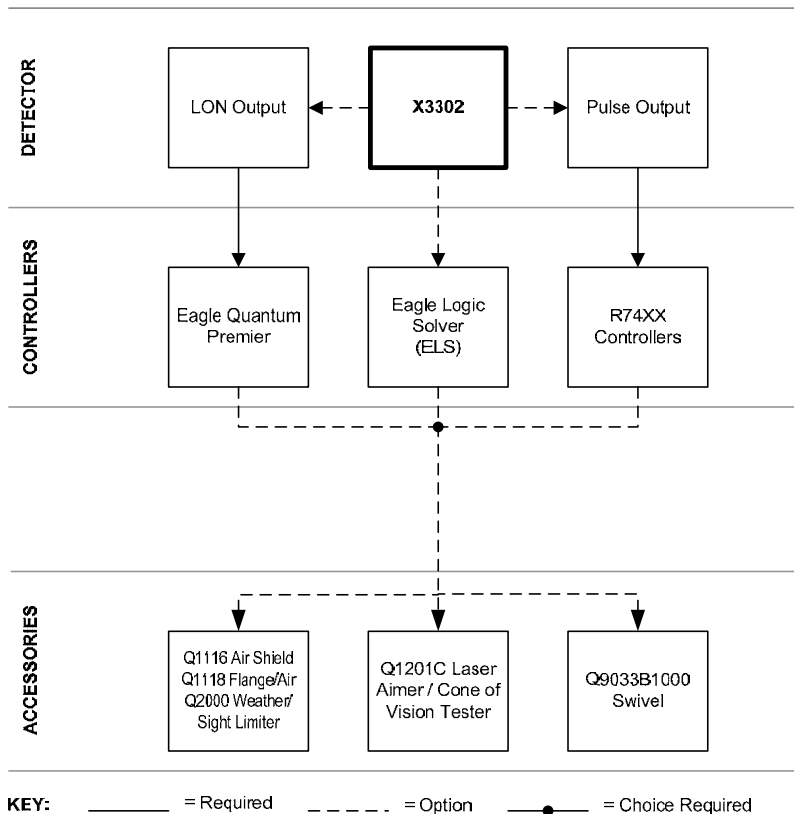 DETECTOR
LON Output
X3302
Pulse Output
CONTROLLERS
Eagle Quantum
Premier
Eagle Logic
Solver
(ELS)
R74XX
Controllers
ACCESSORIES
Q1116 Air Shield
Q1118 Flange/Air
Q2000 Weather/
Sight Limiter
Q1201C Laser
Aimer / Cone of
Vision Tester
Q9033B1000
Swivel
KEY:
= Required
= Option
= Choice Required